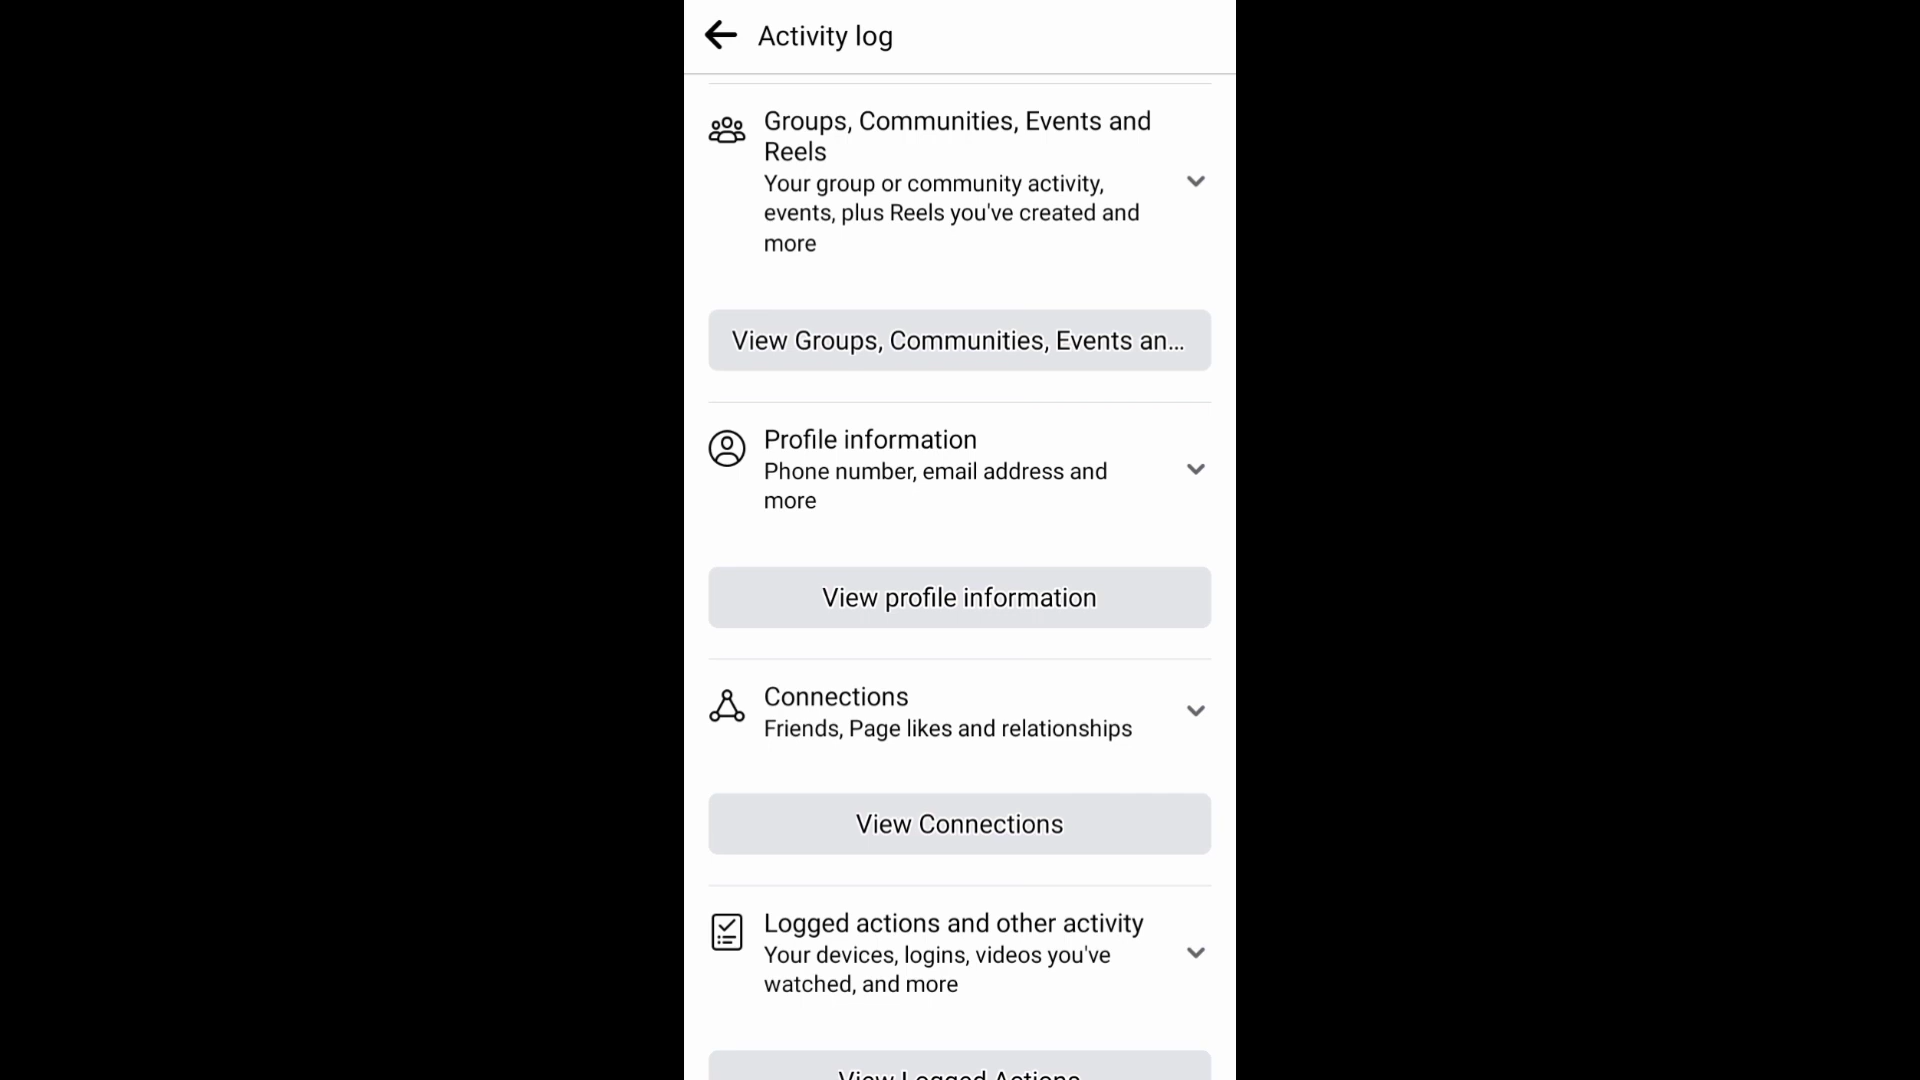 Activity log
Groups, Communities, Events and
Reels
Your group or community activity,
events, plus Reels you've created and
more
View Groups, Communities, Events an...
Profile information
Phone number, email address and
more
View profile information
Connections
Friends, Page likes and relationships
View Connections
Logged actions and other activity
Your devices, logins, videos you've
watched, and more
View Logged Actions